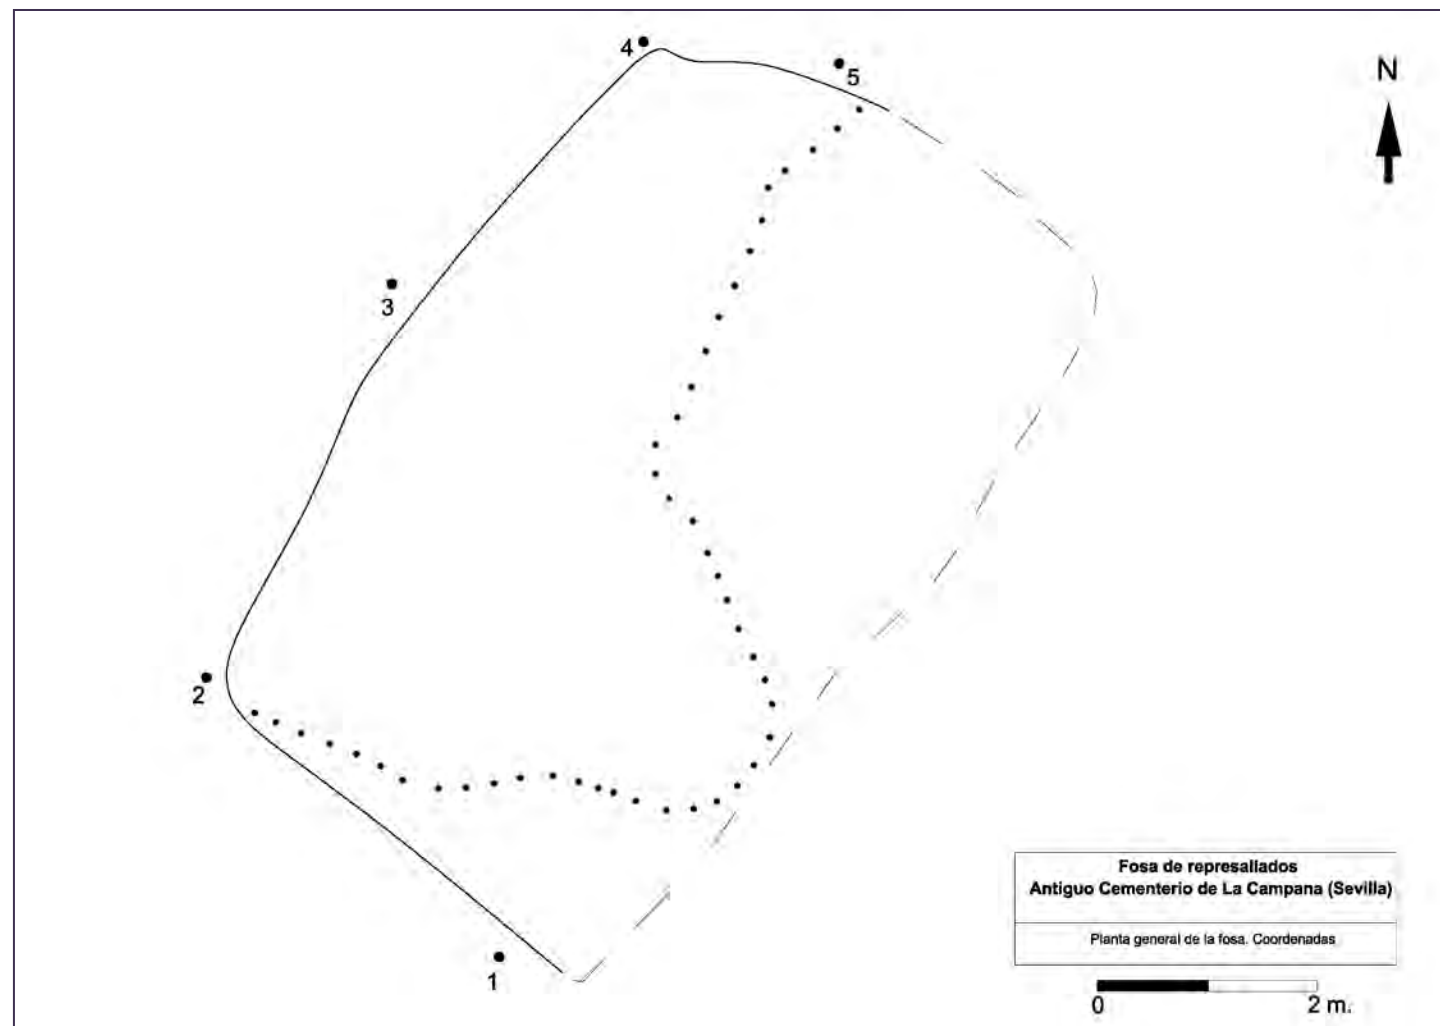 4
5
N
3
2
1
Fosa de represaliados
Antiguo Cementerio de La Campana (Sevilla)
Planta general de la fosa. Coordenadas
0 2 m.